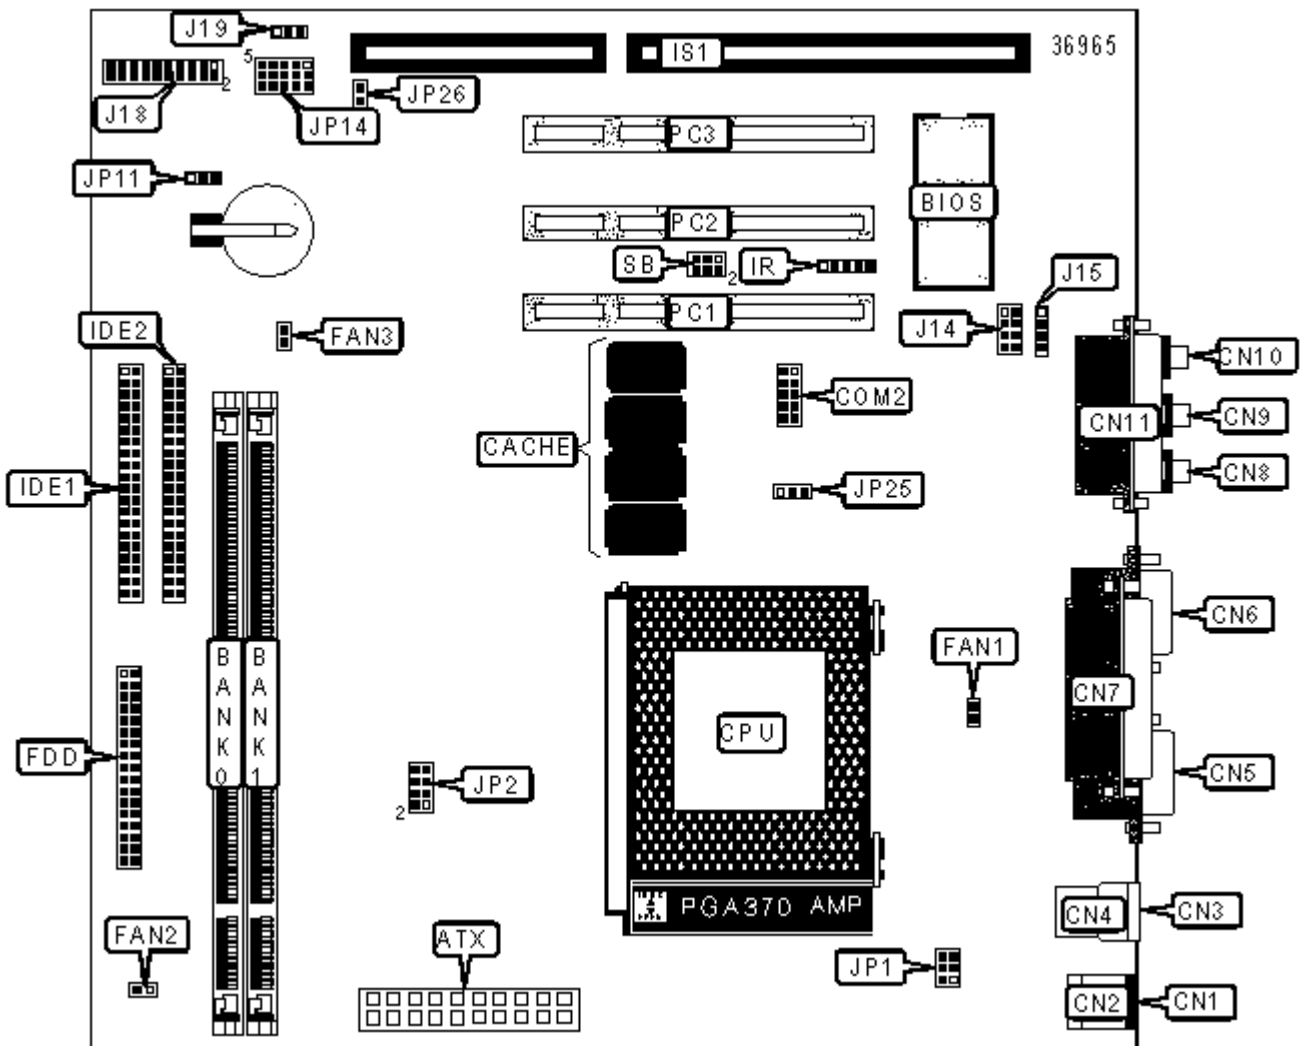 J19
IS1
36965
5
2
J18
JP14
JP26
PC3
JP11
BIOS
PC2
SB
2
IR
J15
IDE2
FAN3
PC1
J14
CN10
COM2
CN11
CN9
CACHE
CN8
IDE1
JP25
CN6
FAN1
BANK0
BANK1
CN7
CPU
FDD
JP2
2
CN5
PGA370 AMP
CN4
CN3
FAN2
ATX
JP1
CN2
CN1